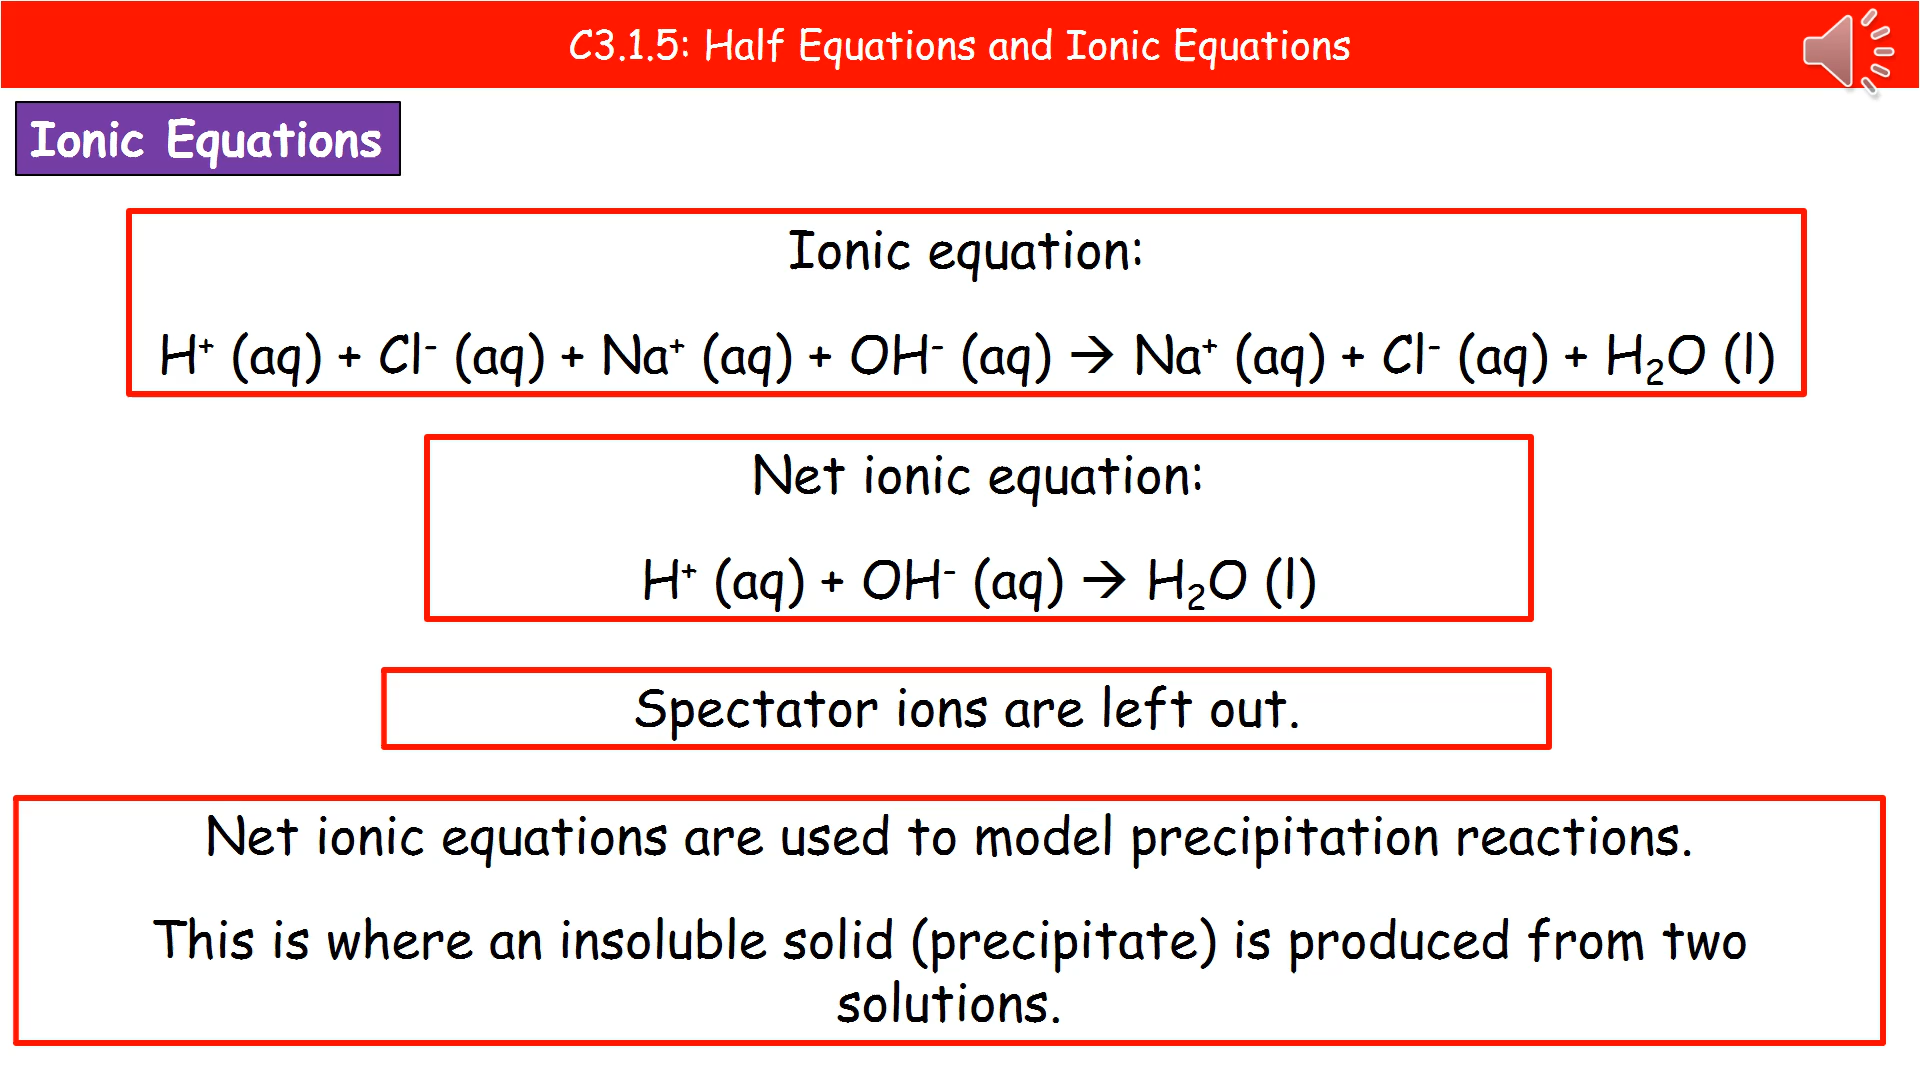 C3.1.5: Half Equations and Ionic Equations
Ionic Equations
Ionic equation:
H⁺ (aq) + Cl⁻ (aq) + Na⁺ (aq) + OH⁻ (aq) → Na⁺ (aq) + Cl⁻ (aq) + H₂O (l)
Net ionic equation:
H⁺ (aq) + OH⁻ (aq) → H₂O (l)
Spectator ions are left out.
Net ionic equations are used to model precipitation reactions.
This is where an insoluble solid (precipitate) is produced from two
solutions.